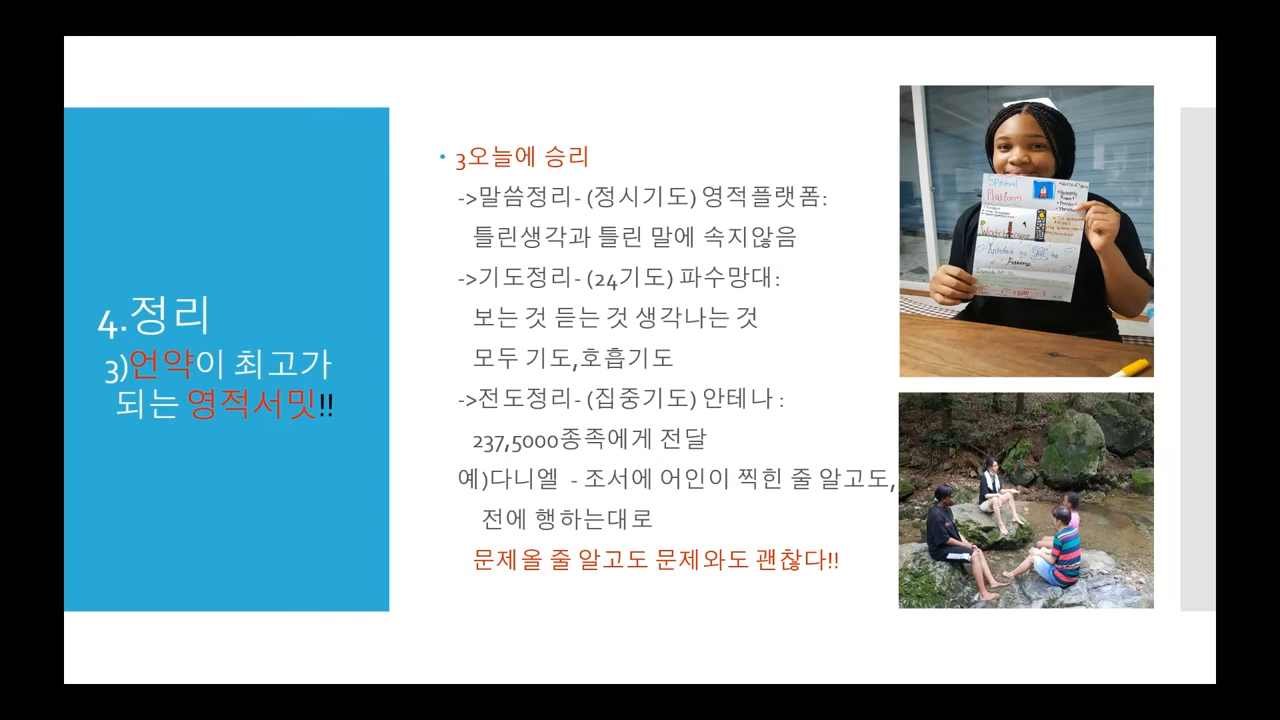 4.정리
3)언약이 최고가
되는 영적서밋!!
• 3오늘에 승리
->말씀정리- (정시기도) 영적플랫폼:
틀린생각과 틀린 말에 속지않음
->기도정리- (24기도) 파수망대:
보는 것 듣는 것 생각나는 것
모두 기도,호흡기도
->전도정리- (집중기도) 안테나 :
237,5000종족에게 전달
예)다니엘 - 조서에 어인이 찍힌 줄 알고도,
전에 행하는대로
문제올 줄 알고도 문제와도 괜찮다!!
Spiritual
Platform
Watchtower